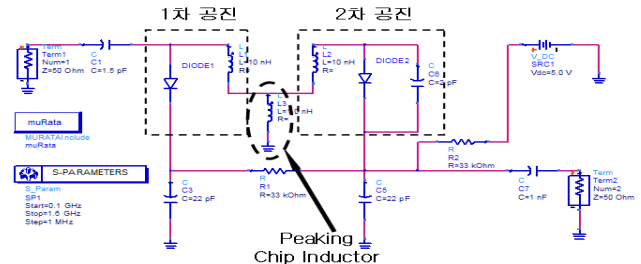 1차 공진
2차 공진
Term
Term1
Num=1
Z=50 Ohm
C
C1
C=1.5 pF
DIODE1
L
L1
L=10 nH
R=
L
L2
L=10 nH
R=
DIODE2
C
C6
C=2 pF
V_DC
SRC1
Vdc=5.0 V
L
L3
L=10 nH
R=
muRata
MURATAInclude
muRata
S-PARAMETERS
S_Param
SP1
Start=0.1 GHz
Stop=1.6 GHz
Step=1 MHz
C
C3
C=22 pF
R
R1
R=33 kOhm
C
C5
C=22 pF
R
R2
R=33 kOhm
C
C7
C=1 nF
Term
Term2
Num=2
Z=50 Ohm
Peaking
Chip Inductor